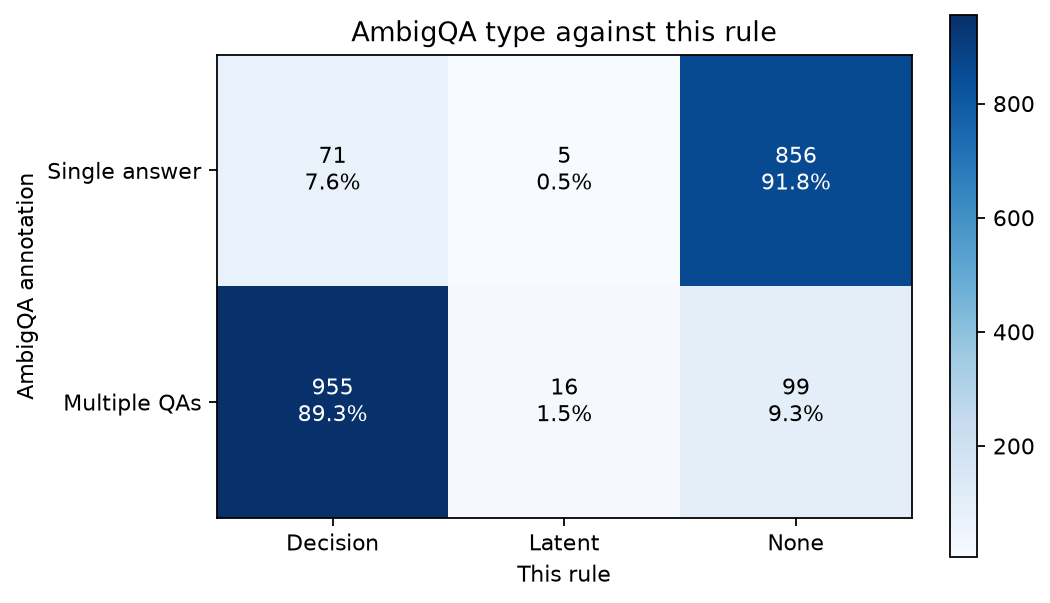 AmbigQA type against this rule
Single answer
71
7.6%
5
0.5%
856
91.8%
Multiple QAs
955
89.3%
16
1.5%
99
9.3%
Decision
Latent
None
This rule
AmbigQA annotation
800
600
400
200